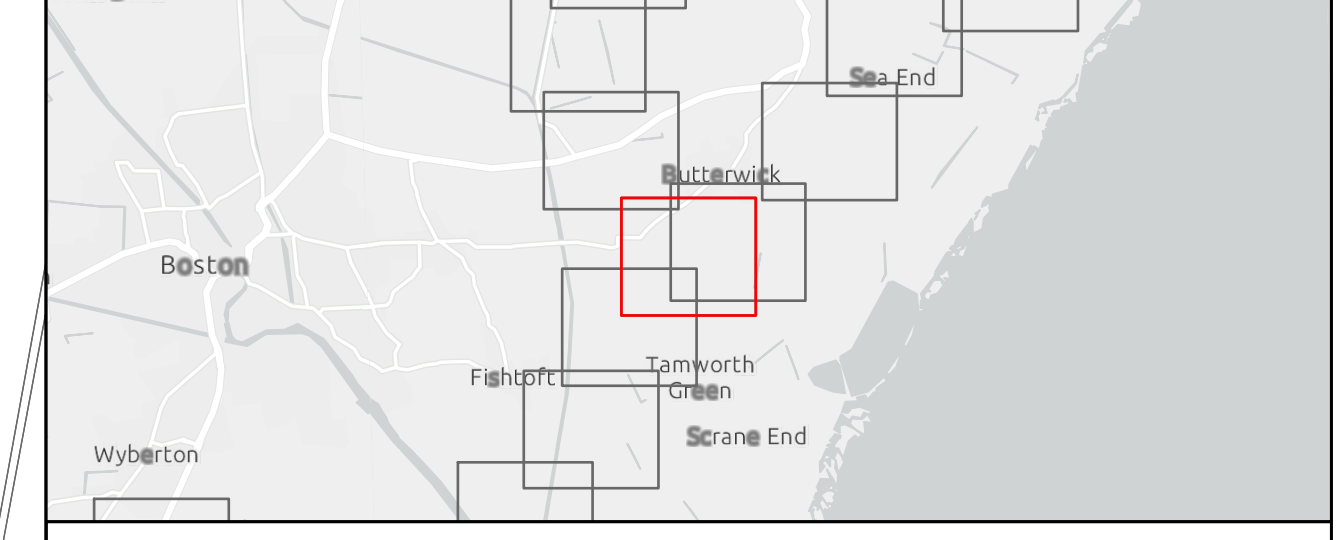 Sea End
Butterwick
Boston
Tamworth
Green
Fishtoft
Scrane End
Wyberton